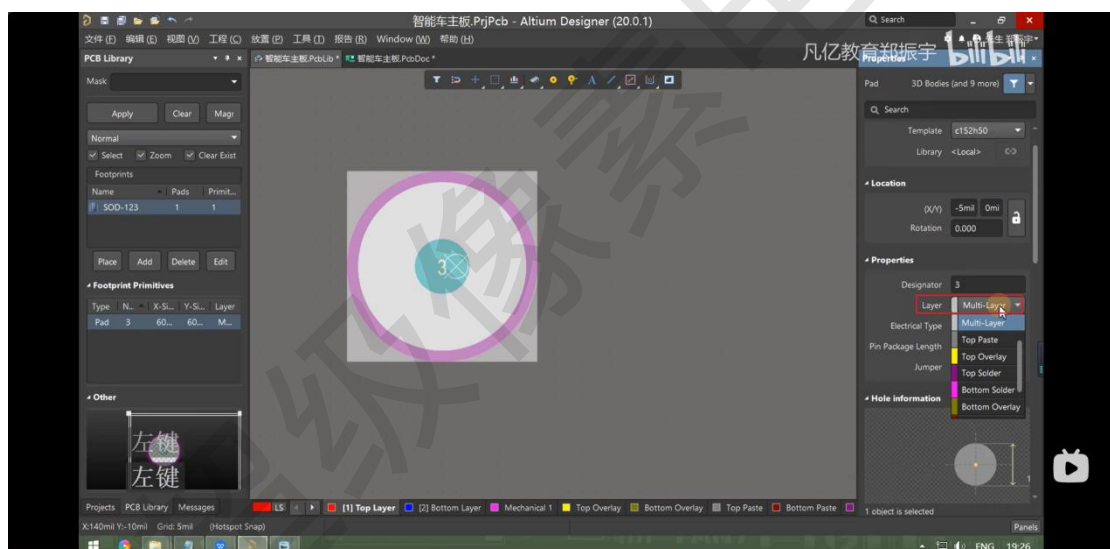 智能车主板.PrjPcb - Altium Designer (20.0.1)
Search
文件 (F) 编辑 (E) 视图 (V) 工程 (C) 放置 (P) 工具 (T) 报告 (R) Window (W) 帮助 (H)
凡亿教育郑振宇
bilibili
PCB Library
智能车主板.PcbLib *
智能车主板.PcbDoc *
Properties
Mask
Pad 3D Bodies (and 9 more)
Search
Apply Clear Magr
Template c152h50
Normal
Library <Local>
Select Zoom Clear Exist
Footprints
Location
Name Pads Primit...
SOD-123 1 1
(X/Y) -5mil 0mi
Rotation 0.000
Place Add Delete Edit
Properties
Footprint Primitives
Designator 3
Type N... X-Si... Y-Si... Layer
Layer Multi-Layer
Pad 3 60... 60... M...
3
Electrical Type Multi-Layer
Pin Package Length Top Paste
Top Overlay
Jumper Top Solder
Bottom Solder
Other
Hole information Bottom Overlay
左键
左键
Projects PCB Library Messages
LS [1] Top Layer [2] Bottom Layer Mechanical 1 Top Overlay Bottom Overlay Top Paste Bottom Paste
1 object is selected
X:140mil Y:-10mil Grid: 5mil (Hotspot Snap)
Panels
ENG 19:26